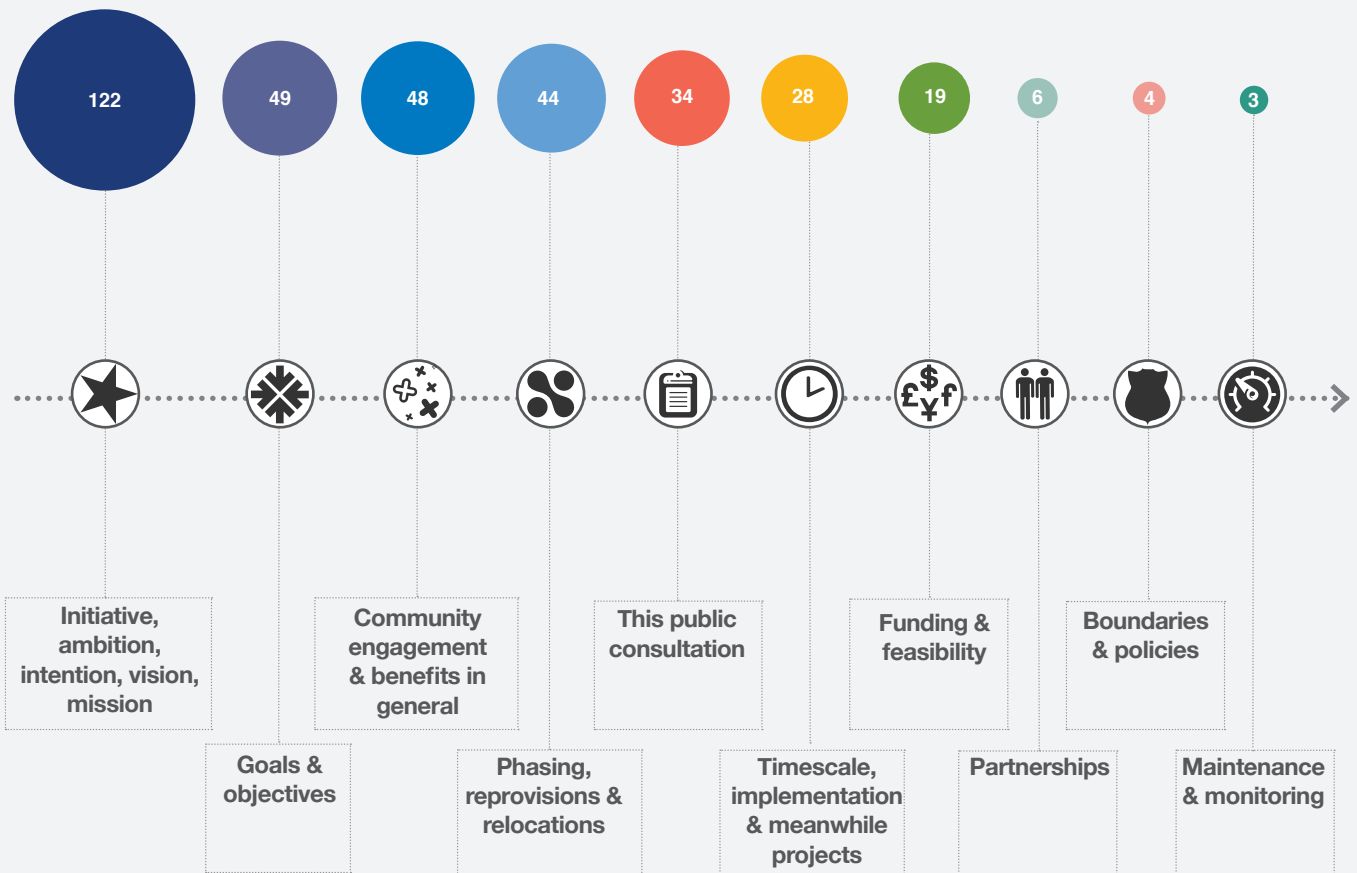 122
49
48
44
34
28
19
6
4
3
£$¥f
Initiative,
ambition,
intention, vision,
mission
Goals &
objectives
Community
engagement
& benefits in
general
Phasing,
reprovisions &
relocations
This public
consultation
Timescale,
implementation
& meanwhile
projects
Funding &
feasibility
Partnerships
Boundaries
& policies
Maintenance
& monitoring